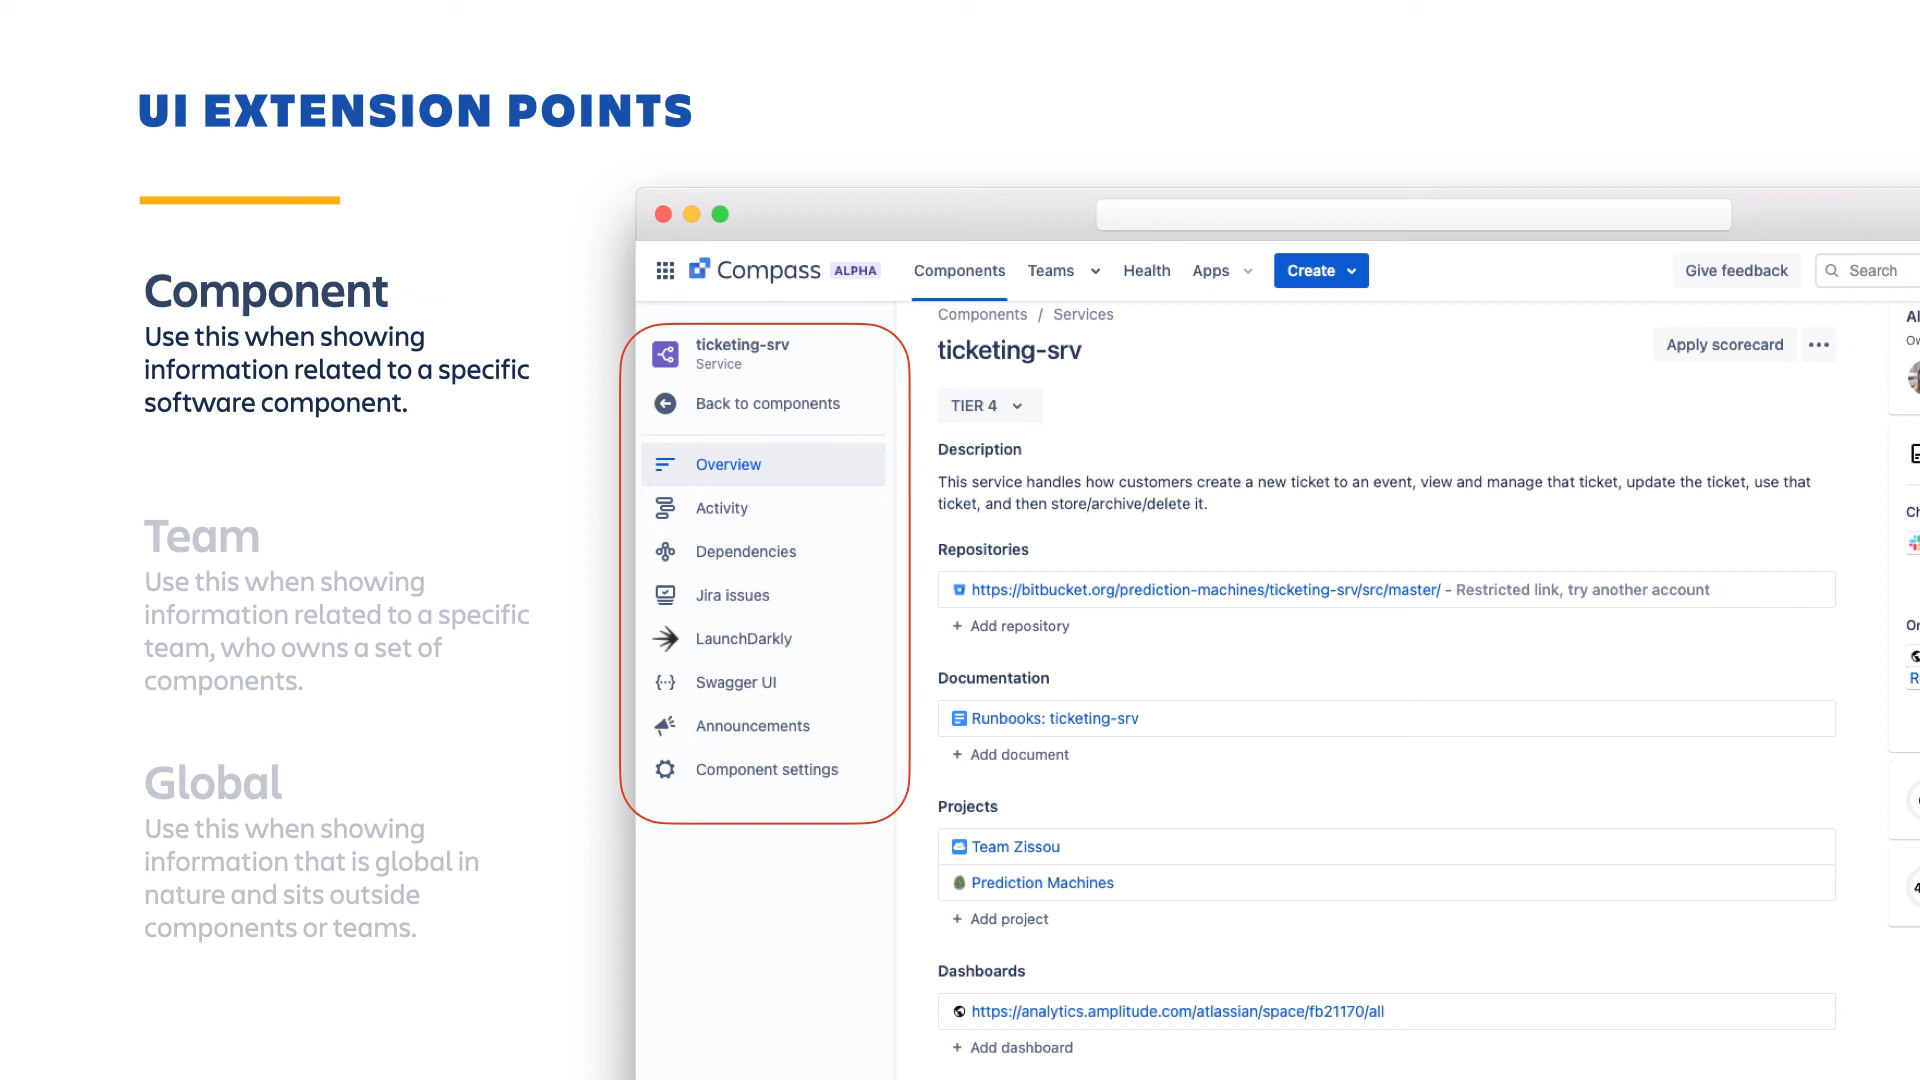 UI EXTENSION POINTS
Component
Use this when showing
information related to a specific
software component.
Team
Use this when showing
information related to a specific
team, who owns a set of
components.
Global
Use this when showing
information that is global in
nature and sits outside
components or teams.
Compass ALPHA
Components
Teams
Health
Apps
Create
Give feedback
Search
ticketing-srv
Service
Back to components
Overview
Activity
Dependencies
Jira issues
LaunchDarkly
Swagger UI
Announcements
Component settings
Components / Services
ticketing-srv
Apply scorecard
TIER 4
Description
This service handles how customers create a new ticket to an event, view and manage that ticket, update the ticket, use that
ticket, and then store/archive/delete it.
Repositories
https://bitbucket.org/prediction-machines/ticketing-srv/src/master/ - Restricted link, try another account
+ Add repository
Documentation
Runbooks: ticketing-srv
+ Add document
Projects
Team Zissou
Prediction Machines
+ Add project
Dashboards
https://analytics.amplitude.com/atlassian/space/fb21170/all
+ Add dashboard